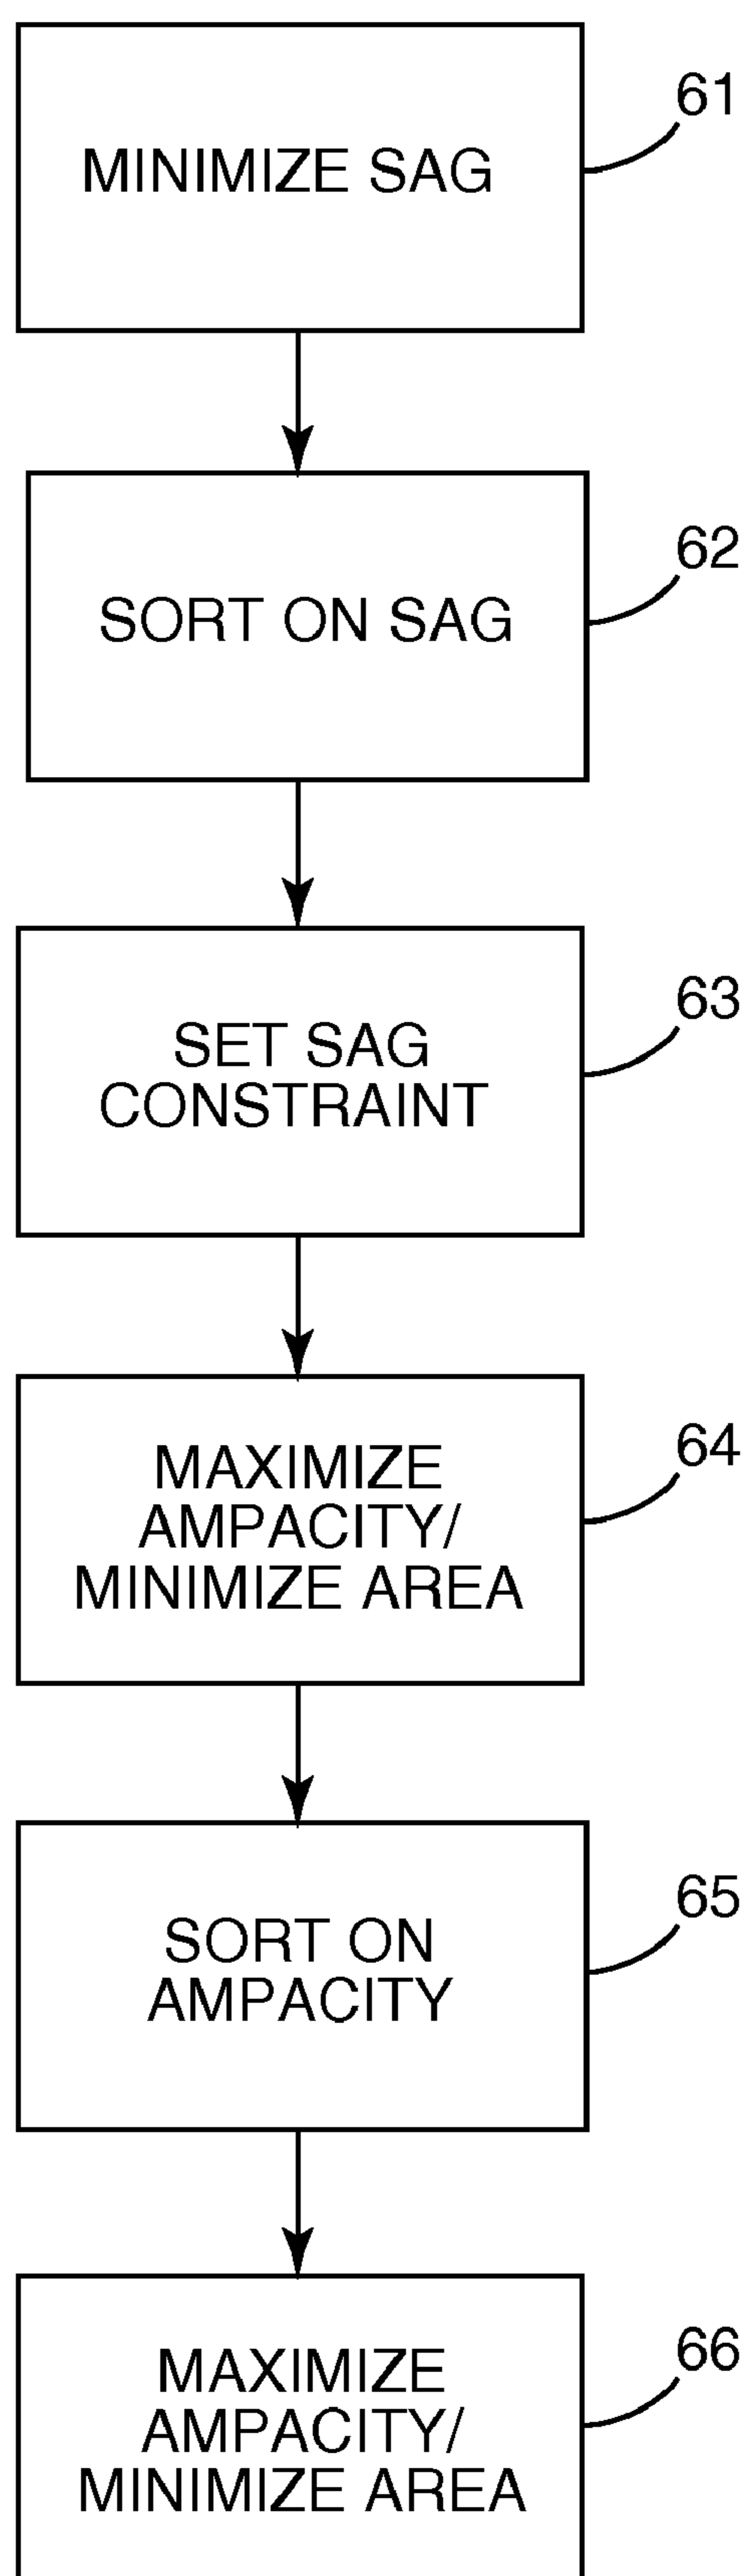 MINIMIZE SAG
61
SORT ON SAG
62
SET SAG
CONSTRAINT
63
MAXIMIZE
AMPACITY/
MINIMIZE AREA
64
SORT ON
AMPACITY
65
MAXIMIZE
AMPACITY/
MINIMIZE AREA
66